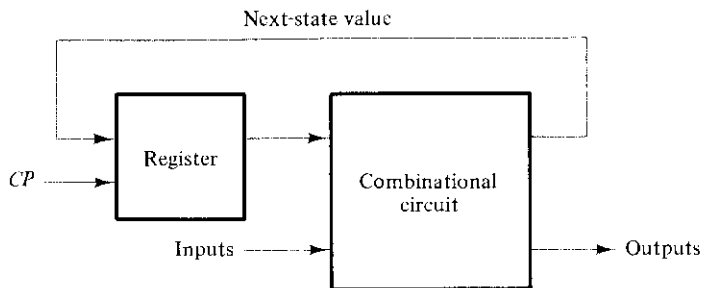 Next-state value
Register
CP
Combinational
circuit
Inputs
Outputs